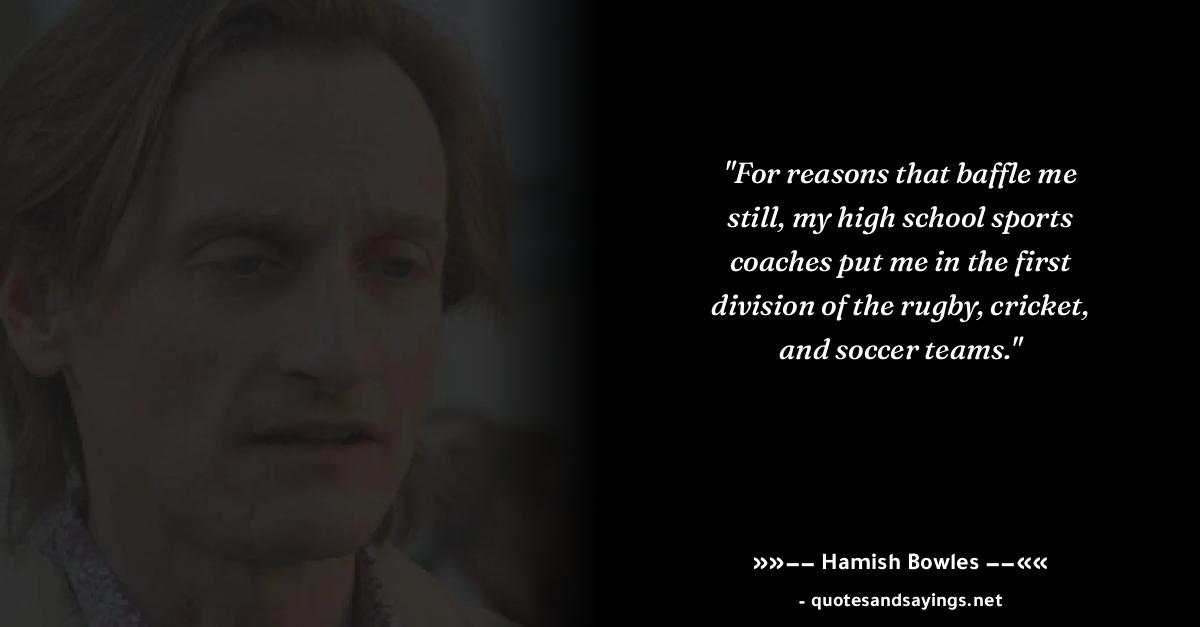 "For reasons that baffle me
still, my high school sports
coaches put me in the first
division of the rugby, cricket,
and soccer teams."
»»−− Hamish Bowles −−««
- quotesandsayings.net